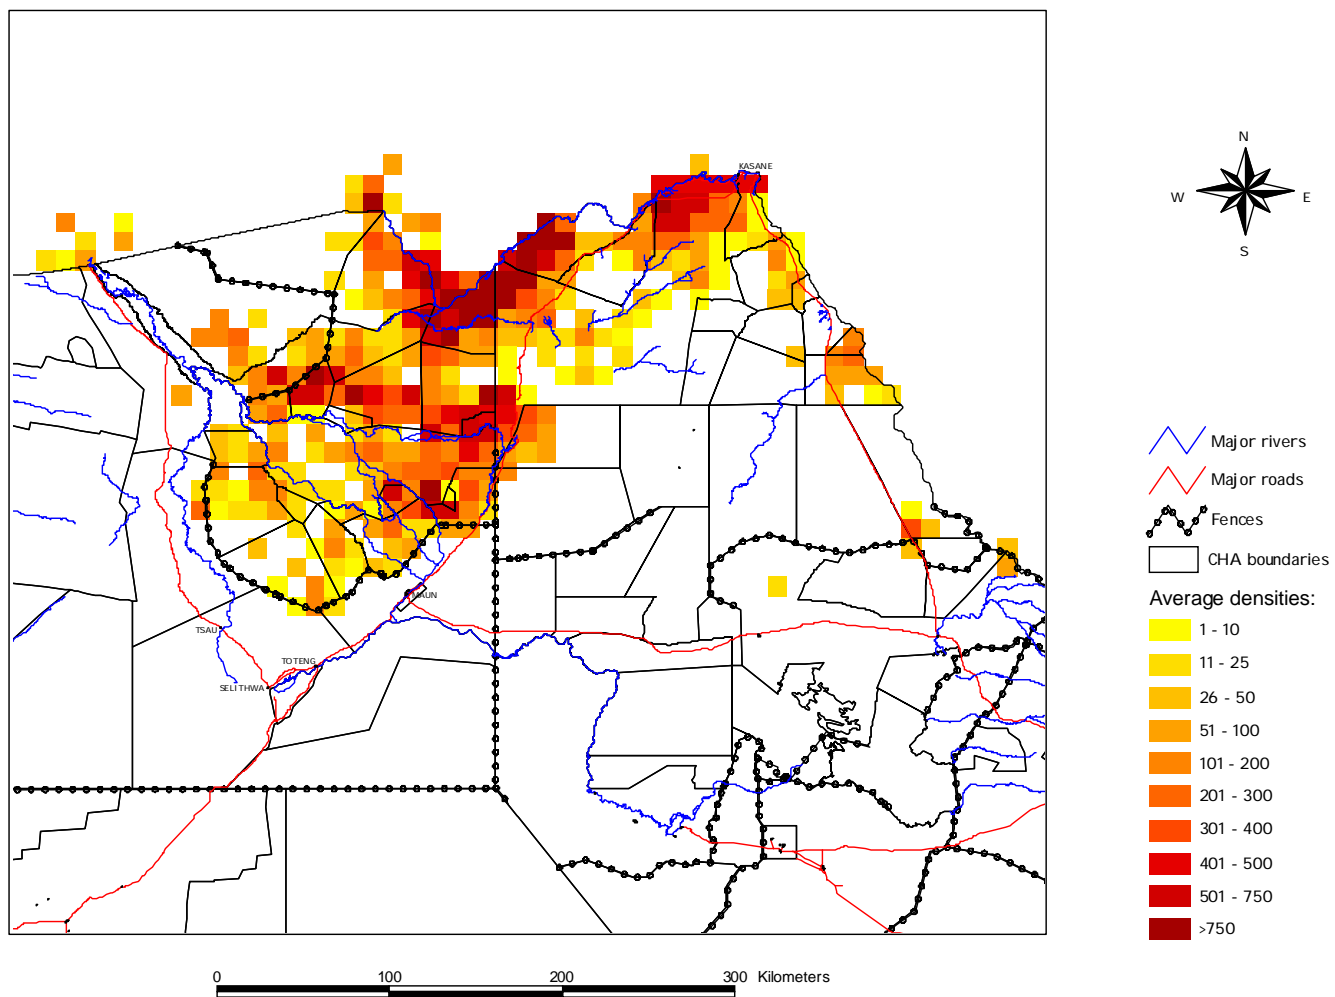 N
W E
S
KASANE
MAUN
TSAU
TOTENG
SELITHWA
Major rivers
Major roads
Fences
CHA boundaries
Average densities:
1 - 10
11 - 25
26 - 50
51 - 100
101 - 200
201 - 300
301 - 400
401 - 500
501 - 750
>750
0 100 200 300 Kilometers